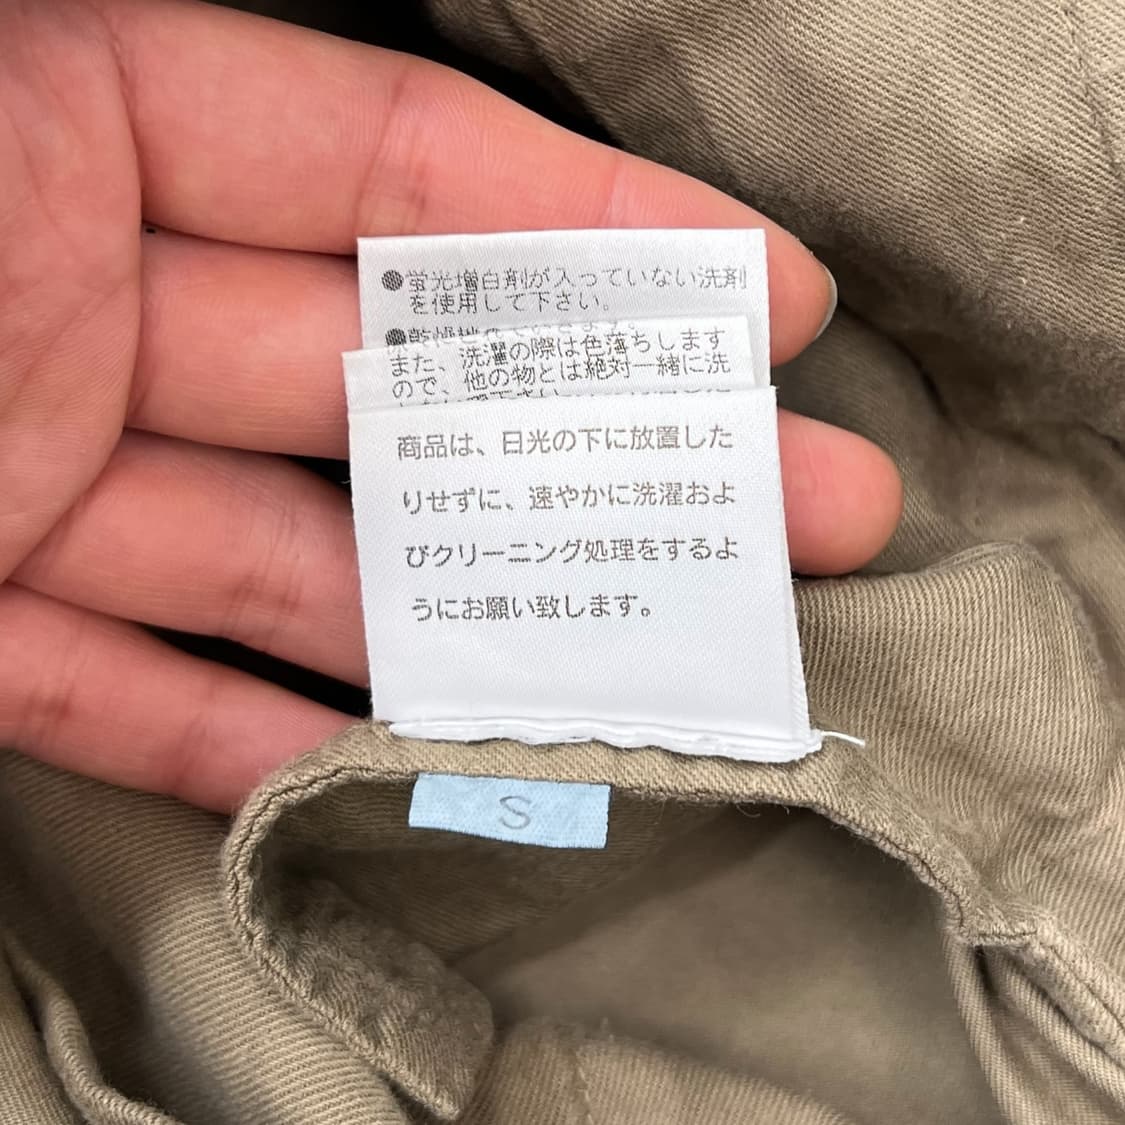 ●蛍光増白剤が入っていない洗剤
を使用して下さい。
また、洗濯の際は色落ちします
ので、他の物とは絶対一緒に洗
商品は、日光の下に放置した
りせずに、速やかに洗濯およ
びクリーニング処理をするよ
うにお願い致します。
S